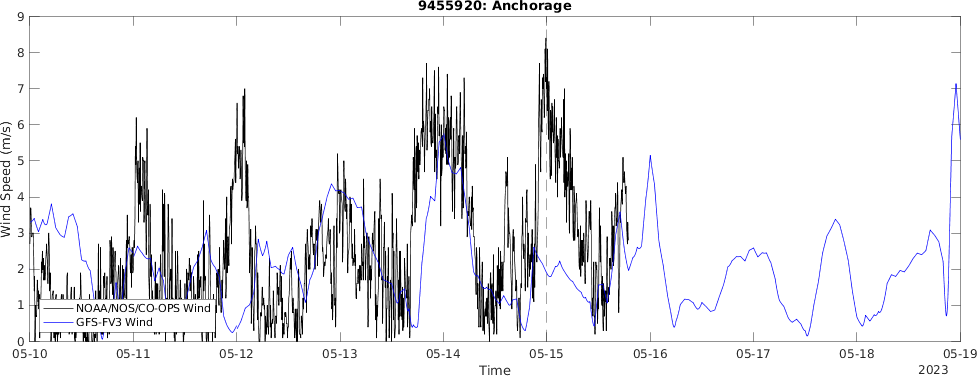 9455920: Anchorage
Wind Speed (m/s)
9
8
7
6
5
4
3
2
1
0
NOAA/NOS/CO-OPS Wind
GFS-FV3 Wind
05-10 05-11 05-12 05-13 05-14 05-15 05-16 05-17 05-18 05-19
Time
2023